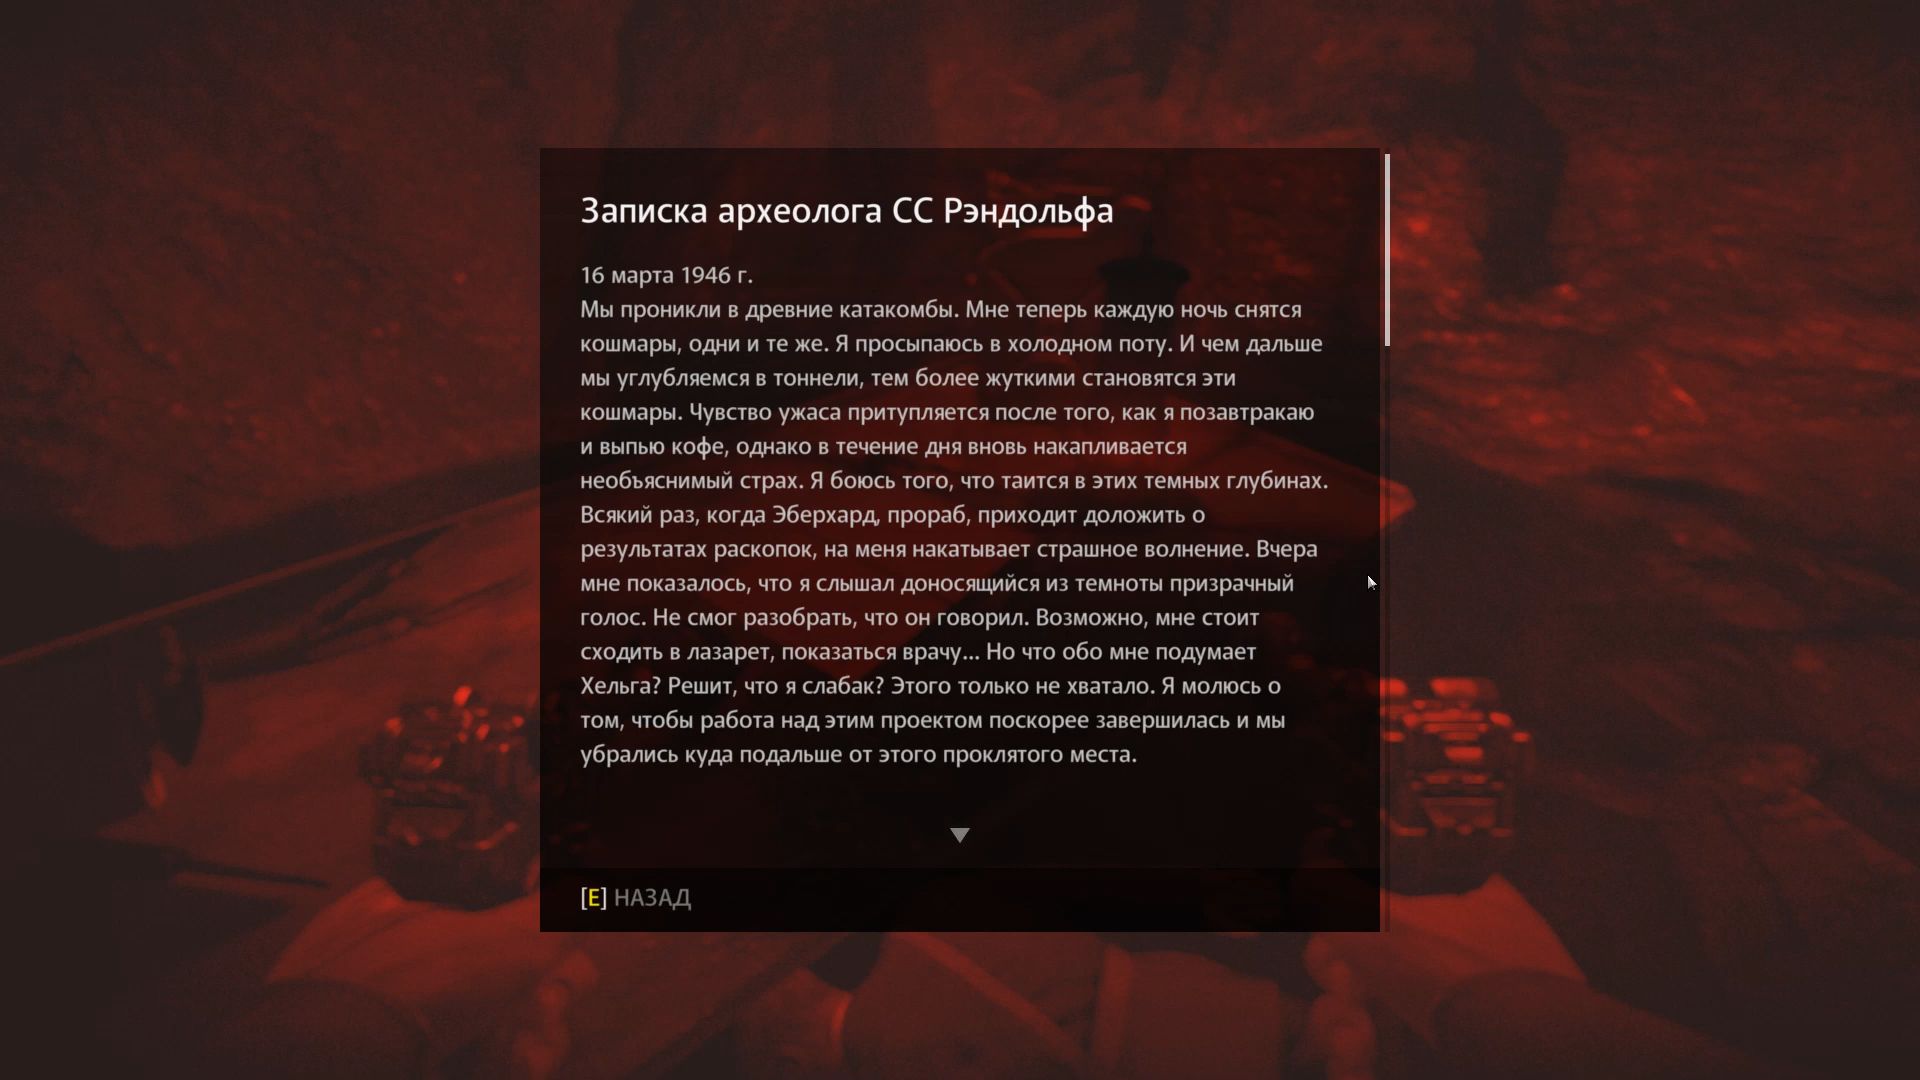 Записка археолога СС Рэндольфа
16 марта 1946 г.
Мы проникли в древние катакомбы. Мне теперь каждую ночь снятся
кошмары, одни и те же. Я просыпаюсь в холодном поту. И чем дальше
мы углубляемся в тоннели, тем более жуткими становятся эти
кошмары. Чувство ужаса притупляется после того, как я позавтракаю
и выпью кофе, однако в течение дня вновь накапливается
необъяснимый страх. Я боюсь того, что таится в этих темных глубинах.
Всякий раз, когда Эберхард, прораб, приходит доложить о
результатах раскопок, на меня накатывает страшное волнение. Вчера
мне показалось, что я слышал доносящийся из темноты призрачный
голос. Не смог разобрать, что он говорил. Возможно, мне стоит
сходить в лазарет, показаться врачу... Но что обо мне подумает
Хельга? Решит, что я слабак? Этого только не хватало. Я молюсь о
том, чтобы работа над этим проектом поскорее завершилась и мы
убрались куда подальше от этого проклятого места.
[E] НАЗАД